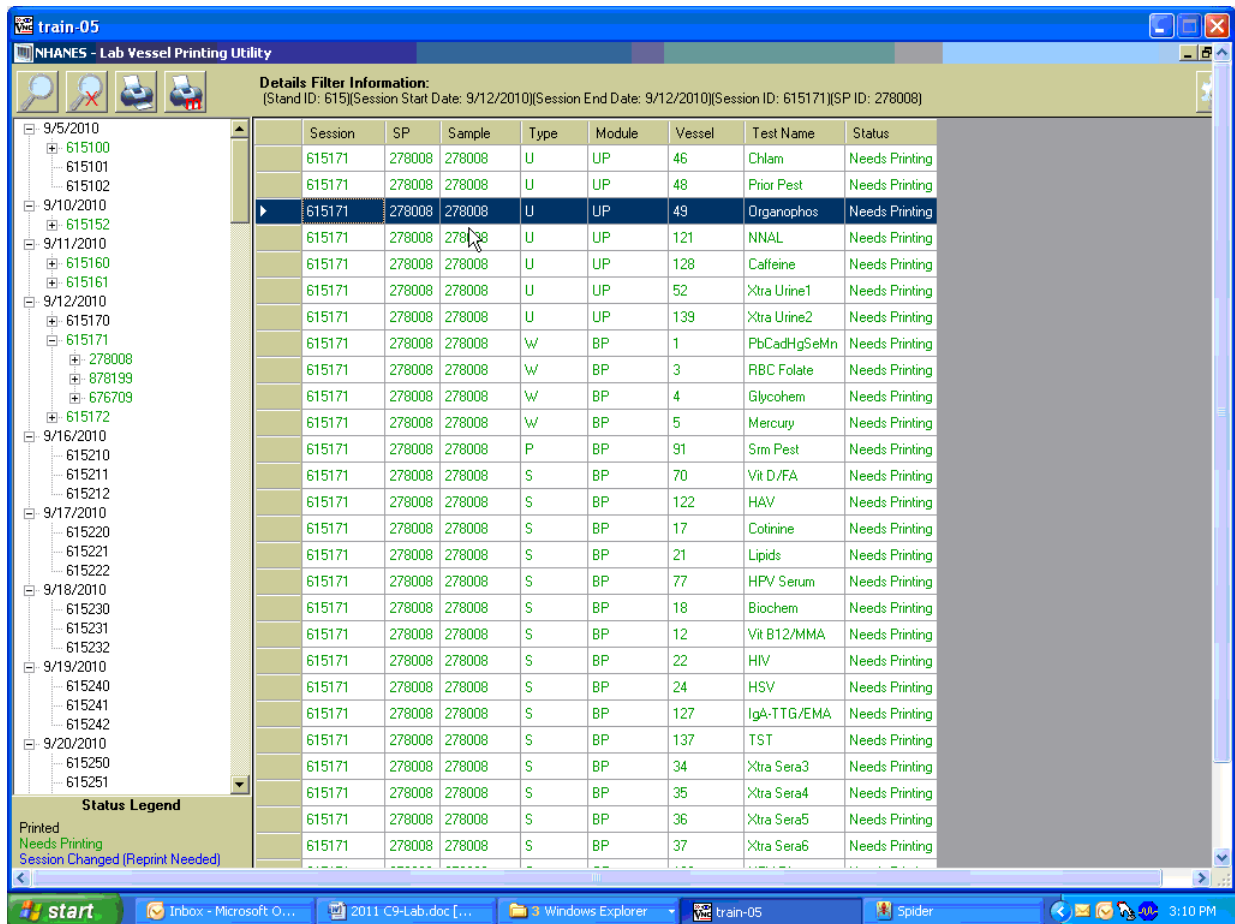 train-05
NHANES - Lab Vessel Printing Utility
Details Filter Information:
(Stand ID: 615)(Session Start Date: 9/12/2010)(Session End Date: 9/12/2010)(Session ID: 615171)(SP ID: 278008)
9/5/2010
615100
615101
615102
9/10/2010
615152
9/11/2010
615160
615161
9/12/2010
615170
615171
278008
878199
676709
615172
9/16/2010
615210
615211
615212
9/17/2010
615220
615221
615222
9/18/2010
615230
615231
615232
9/19/2010
615240
615241
615242
9/20/2010
615250
615251
Status Legend
Printed
Needs Printing
Session Changed (Reprint Needed)
Session SP Sample Type Module Vessel Test Name Status
615171 278008 278008 U UP 46 Chlam Needs Printing
615171 278008 278008 U UP 48 Prior Pest Needs Printing
615171 278008 278008 U UP 49 Organophos Needs Printing
615171 278008 278008 U UP 121 NNAL Needs Printing
615171 278008 278008 U UP 128 Caffeine Needs Printing
615171 278008 278008 U UP 52 Xtra Urine1 Needs Printing
615171 278008 278008 U UP 139 Xtra Urine2 Needs Printing
615171 278008 278008 W BP 1 PbCadHgSeMn Needs Printing
615171 278008 278008 W BP 3 RBC Folate Needs Printing
615171 278008 278008 W BP 4 Glycohem Needs Printing
615171 278008 278008 W BP 5 Mercury Needs Printing
615171 278008 278008 P BP 91 Srm Pest Needs Printing
615171 278008 278008 S BP 70 Vit D/FA Needs Printing
615171 278008 278008 S BP 122 HAV Needs Printing
615171 278008 278008 S BP 17 Cotinine Needs Printing
615171 278008 278008 S BP 21 Lipids Needs Printing
615171 278008 278008 S BP 77 HPV Serum Needs Printing
615171 278008 278008 S BP 18 Biochem Needs Printing
615171 278008 278008 S BP 12 Vit B12/MMA Needs Printing
615171 278008 278008 S BP 22 HIV Needs Printing
615171 278008 278008 S BP 24 HSV Needs Printing
615171 278008 278008 S BP 127 IgA-TTG/EMA Needs Printing
615171 278008 278008 S BP 137 TST Needs Printing
615171 278008 278008 S BP 34 Xtra Sera3 Needs Printing
615171 278008 278008 S BP 35 Xtra Sera4 Needs Printing
615171 278008 278008 S BP 36 Xtra Sera5 Needs Printing
615171 278008 278008 S BP 37 Xtra Sera6 Needs Printing
start Inbox - Microsoft O... 2011 C9-Lab.doc [... 3 Windows Explorer train-05 Spider 3:10 PM